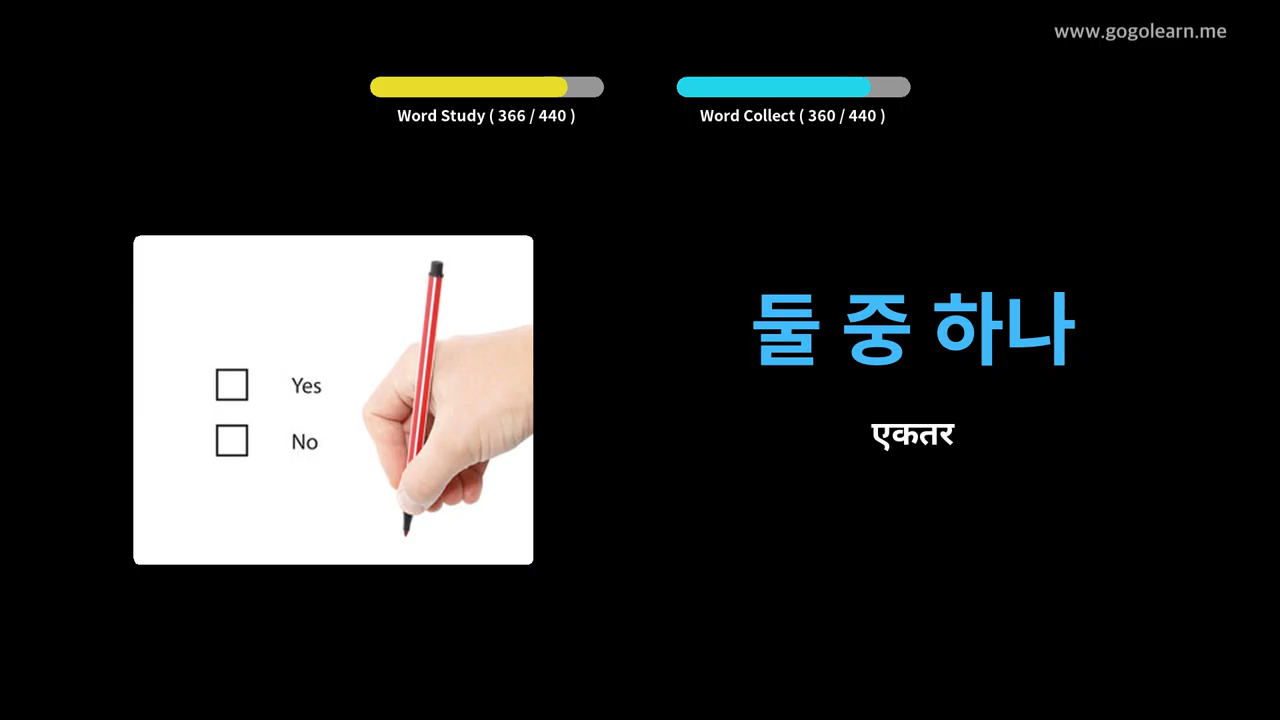 www.gogolearn.me
Word Study ( 366 / 440 )
Word Collect ( 360 / 440 )
Yes
No
둘 중 하나
एकतर